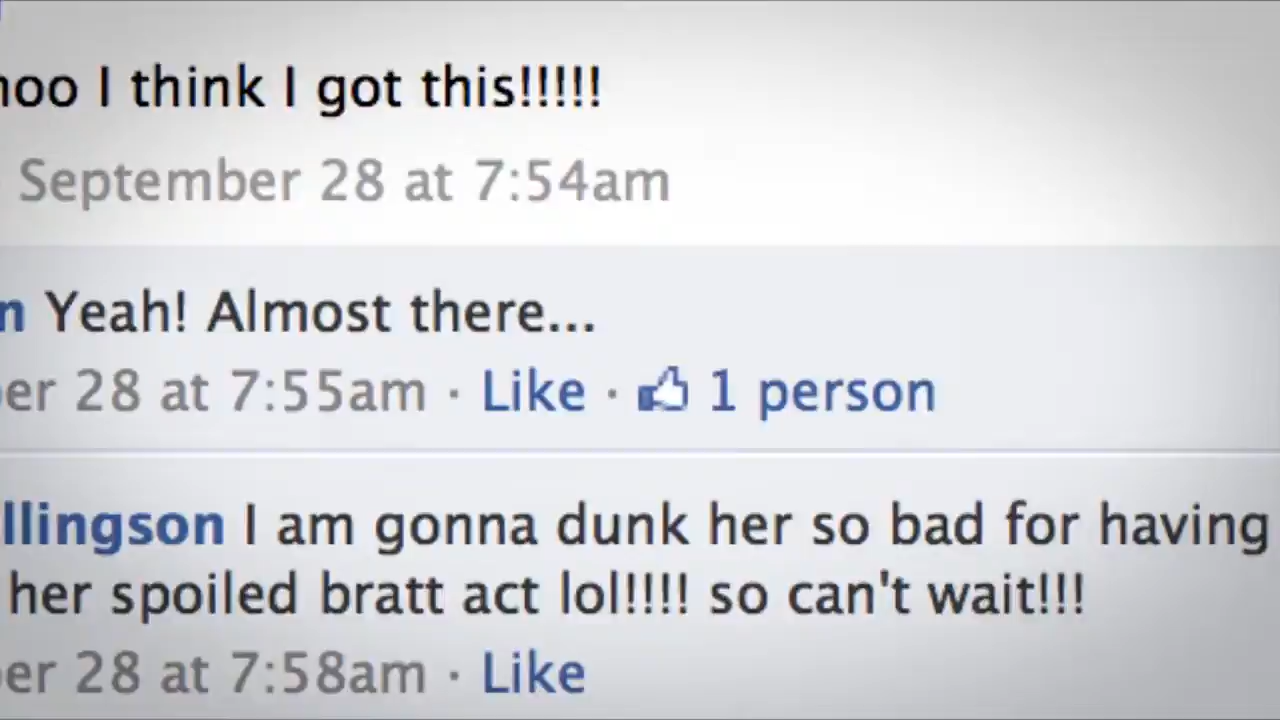 hoo I think I got this!!!!!
September 28 at 7:54am
n Yeah! Almost there...
er 28 at 7:55am · Like · 1 person
llingson I am gonna dunk her so bad for having
her spoiled bratt act lol!!!! so can't wait!!!
er 28 at 7:58am · Like